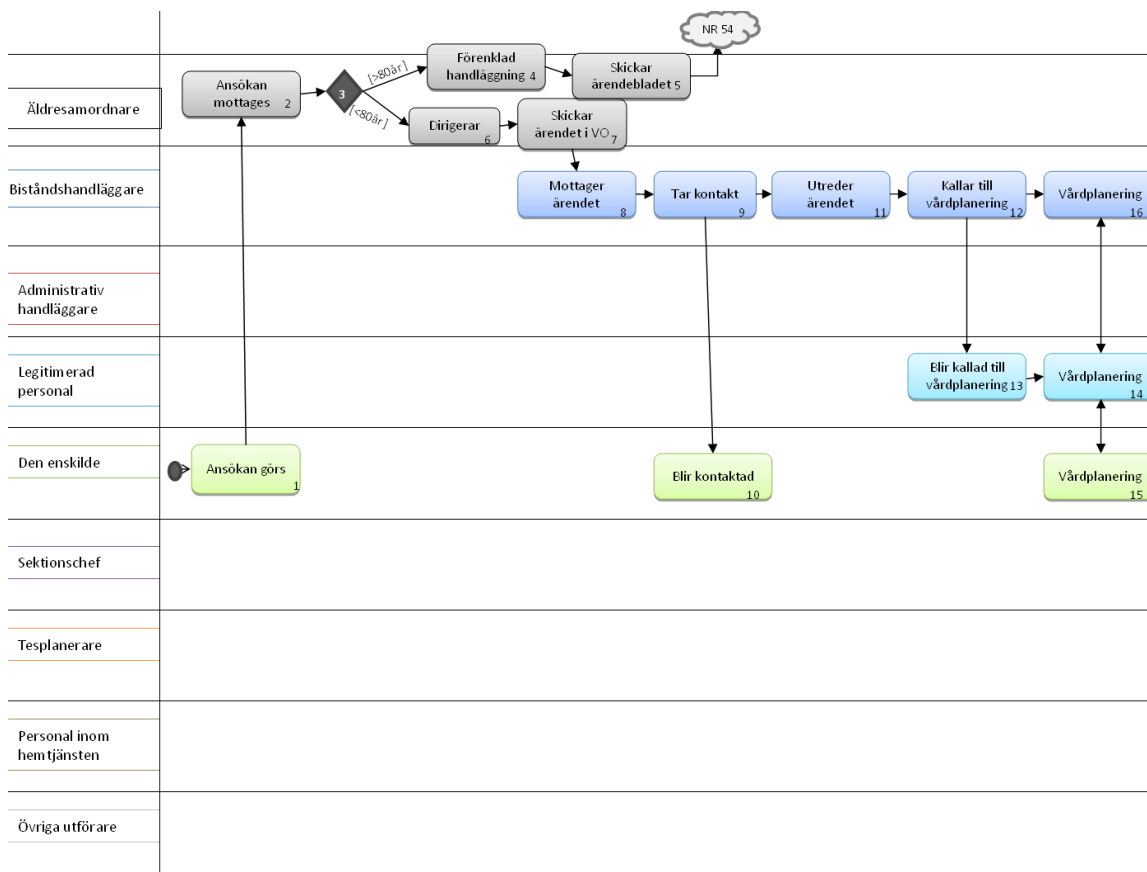 NR 54
Äldresamordnare
Ansökan
mottages 2
3
[>80år]
[<80år]
Förenklad
handläggning 4
Skickar
ärendebladet 5
Dirigerar
6
Skickar
ärendet i VO 7
Biståndshandläggare
Mottager
ärendet
8
Tar kontakt
9
Utreder
ärendet
11
Kallar till
vårdplanering 12
Vårdplanering
16
Administrativ
handläggare
Legitimerad
personal
Blir kallad till
vårdplanering 13
Vårdplanering
14
Den enskilde
Ansökan görs
1
Blir kontaktad
10
Vårdplanering
15
Sektionschef
Tesplanerare
Personal inom
hemtjänsten
Övriga utförare